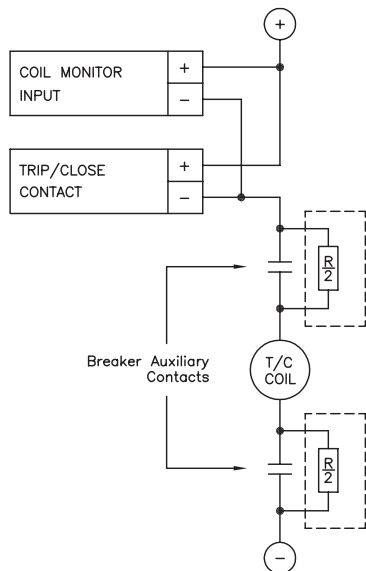 +
COIL MONITOR
INPUT
+
−
TRIP/CLOSE
CONTACT
+
−
R
2
Breaker Auxiliary
Contacts
T/C
COIL
R
2
−